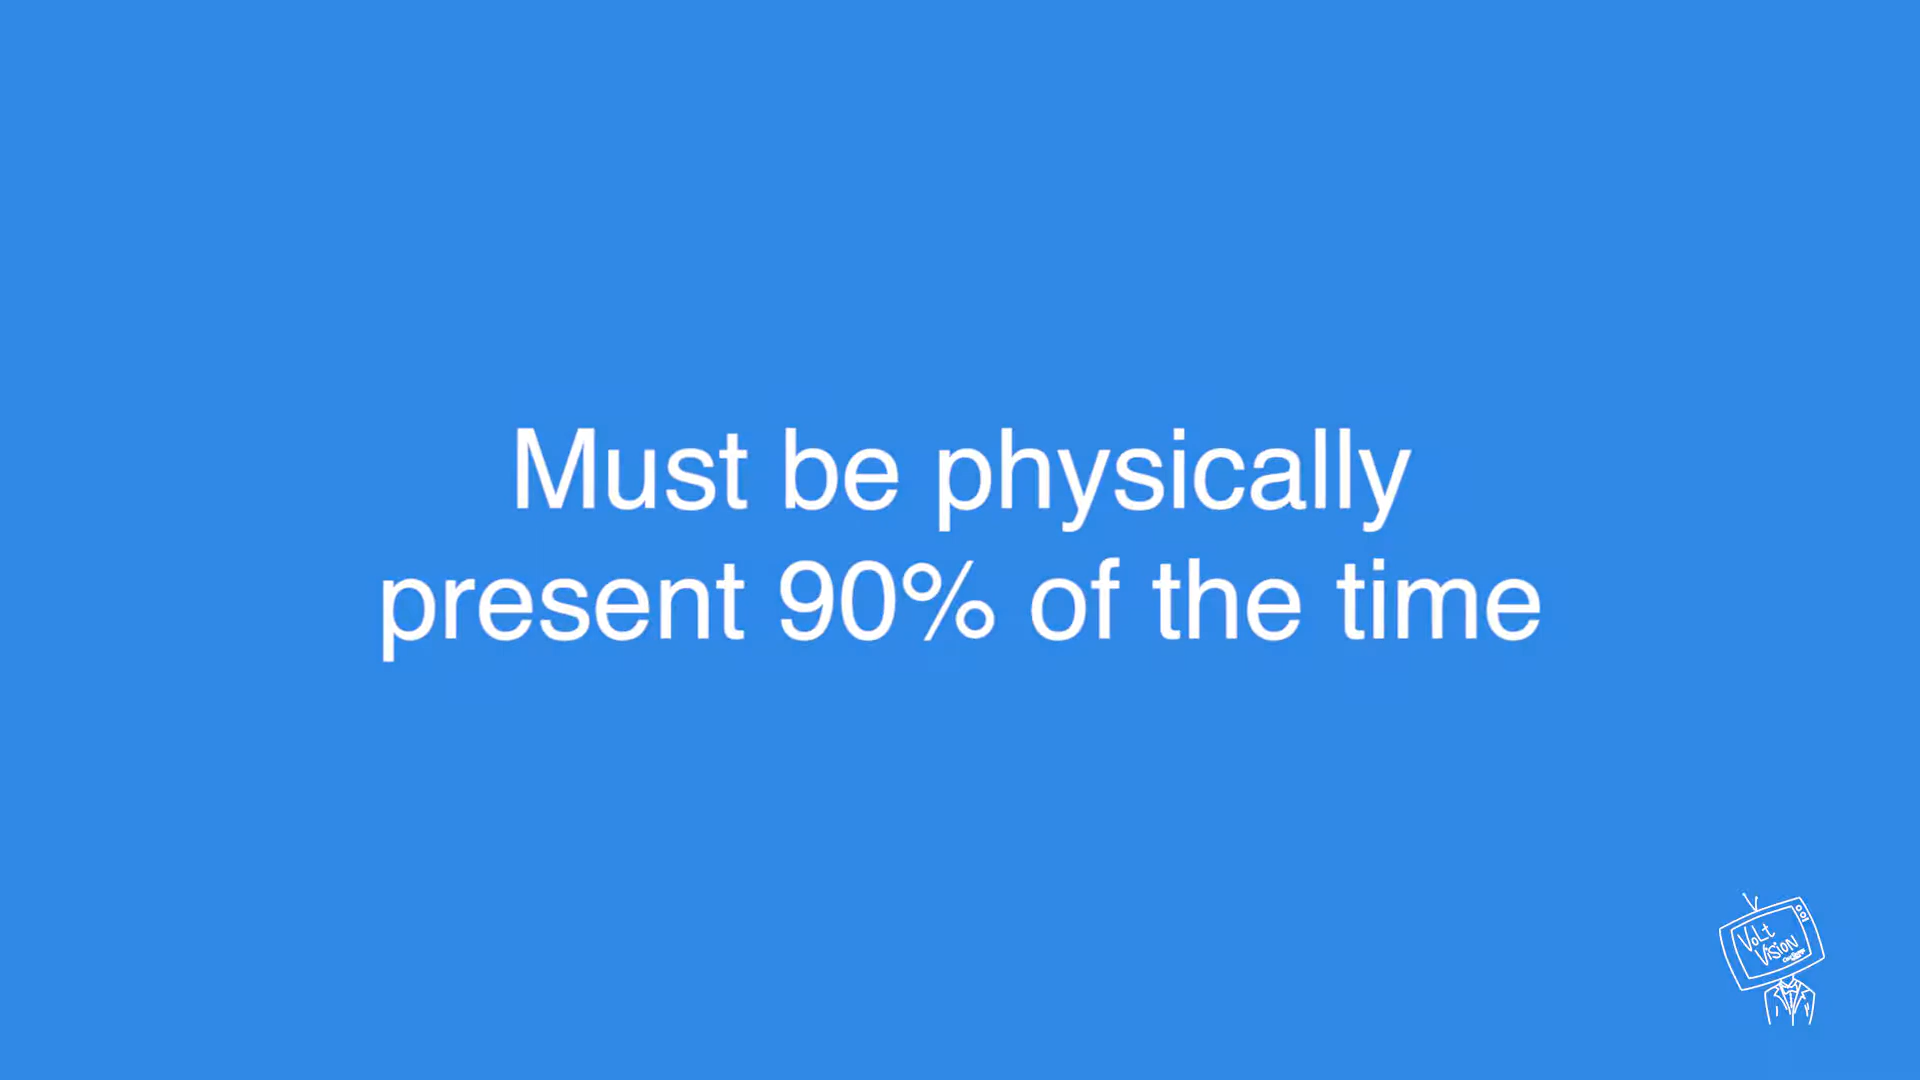 Must be physically
present 90% of the time
VoLt
VisioN